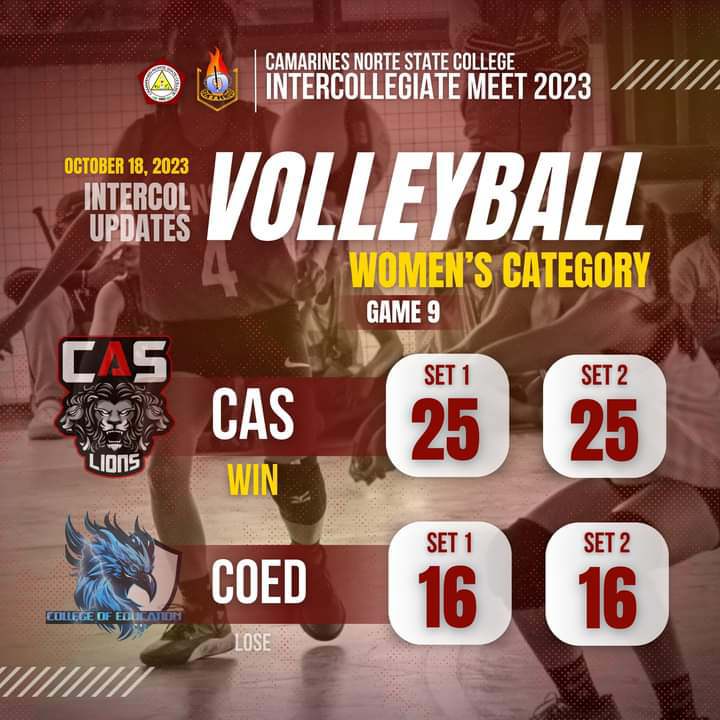 CAMARINES NORTE STATE COLLEGE
INTERCOLLEGIATE MEET 2023
OCTOBER 18, 2023
INTERCOL
UPDATES
VOLLEYBALL
WOMEN'S CATEGORY
GAME 9
4
CAS
LIONS
CAS
WIN
SET 1
25
SET 2
25
COLLEGE OF EDUCATION
COED
LOSE
SET 1
16
SET 2
16